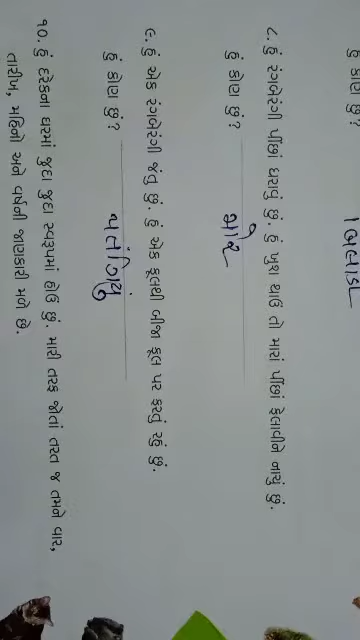 હું કોણ છું?
બિલાડી
૮. હું રંગબેરંગી પીંછાં ધરાવું છું. હું ખુશ થાઉં તો મારાં પીંછાં ફેલાવીને નાચું છું.
હું કોણ છું?
મોર
૯. હું એક રંગબેરંગી જંતુ છું. હું એક ફૂલથી બીજા ફૂલ પર ફરતું રહું છું.
હું કોણ છું?
પતંગિયું
૧૦. હું દરેકના ઘરમાં જુદા જુદા સ્વરૂપમાં હોઉં છું. મારી તરફ જોતાં તરત જ તમને વાર,
તારીખ, મહિનો અને વર્ષની જાણકારી મળે છે.